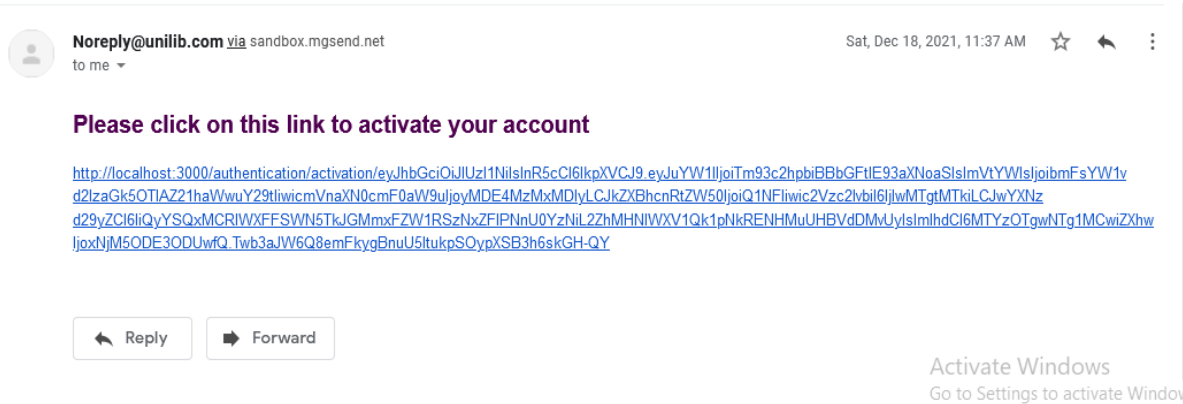 Noreply@unilib.com via sandbox.mgsend.net
Sat, Dec 18, 2021, 11:37 AM
to me
Please click on this link to activate your account
http://localhost:3000/authentication/activation/eyJhbGciOiJIUzI1NiIsInR5cCI6IkpXVCJ9.eyJuYW1lIjoiTm93c2hpbiBBbGFtIE93aXNoaSIsImVtYWlsIjoibmFsYW1v
d2lzaGk5OTlAZ21haWwuY29tIiwicmVnaXN0cmF0aW9uIjoyMDE4MzMxMDIyLCJkZXBhcnRtZW50IjoiQ1NFIiwic2Vzc2lvbiI6IjIwMTgtMTkiLCJwYXNz
d29yZCI6IiQyYSQxMCRIWXFFSWN5TkJGMmxFZW1RSzNxZFlPNnU0YzNiL2ZhMHNIWXV1Qk1pNkRENHMuUHBVdDMvUyIsImlhdCI6MTYzOTgwNTg1MCwiZXhw
IjoxNjM5ODE3ODUwfQ.Twb3aJW6Q8emFkygBnuU5ltukpSOypXSB3h6skGH-QY
Reply
Forward
Activate Windows
Go to Settings to activate Window